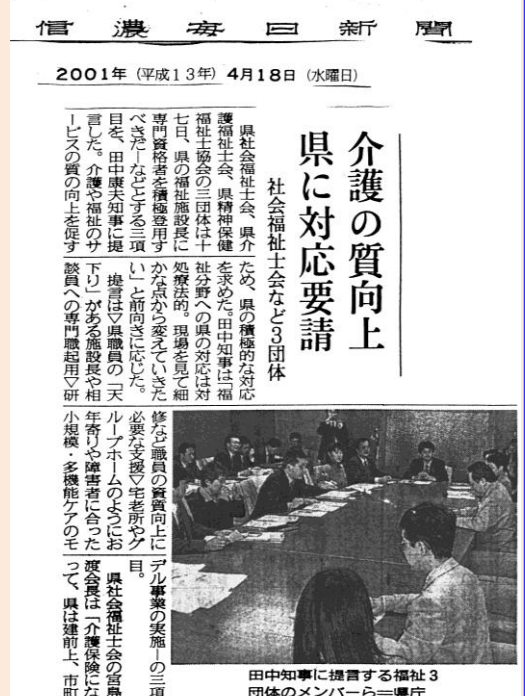 信濃毎日新聞
2001年（平成13年）4月18日（水曜日）
介護の質向上
県に対応要請
社会福祉士会など3団体
県社会福祉士会、県介
護福祉士会、県精神保健
福祉士協会の三団体は十
七日、県の福祉施設長に
専門資格者を積極登用す
べきだ―などとする三項
目を、田中康夫知事に提
言した。介護や福祉のサ
ービスの質の向上を促す
ため、県の積極的な対応
を求めた。田中知事は「福
祉分野への県の対応は対
処療法的。現場を見て細
かな点から変えていきた
い」と前向きに応じた。
提言は▽県職員の「天
下り」がある施設長や相
談員への専門職起用▽研
修など職員の資質向上に
必要な支援▽宅老所やグ
ループホームのようにお
年寄りや障害者に合った
小規模・多機能ケアのモ
デル事業の実施―の三項
目。
県社会福祉士会の宮島
渡会長は「介護保険にな
って、県は建前上、市町
田中知事に提言する福祉3
団体のメンバーら＝県庁